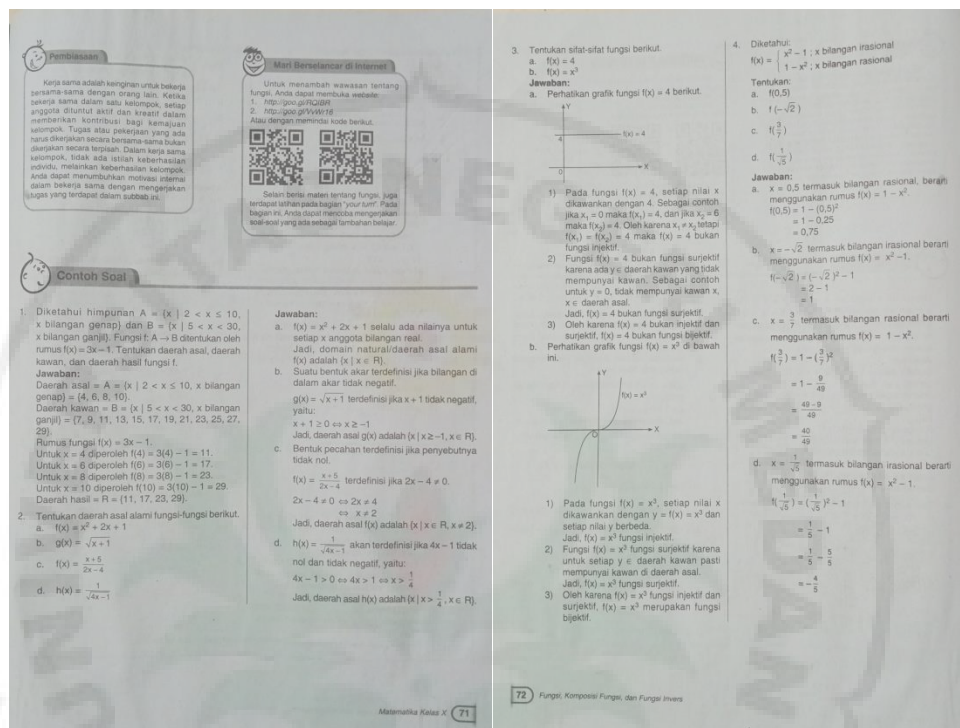 Pembiasaan
Kerja sama adalah keinginan untuk bekerja
bersama-sama dengan orang lain. Ketika
bekerja sama dalam satu kelompok, setiap
anggota dituntut aktif dan kreatif dalam
memberikan kontribusi bagi kemajuan
kelompok. Tugas atau pekerjaan yang ada
harus dikerjakan secara bersama-sama bukan
dikerjakan secara terpisah. Dalam kerja sama
kelompok, tidak ada istilah keberhasilan
individu, melainkan keberhasilan kelompok.
Anda dapat menumbuhkan motivasi internal
dalam bekerja sama dengan mengerjakan
tugas yang terdapat dalam subbab ini.
Mari Berselancar di Internet
Untuk menambah wawasan tentang
fungsi, Anda dapat membuka website:
1.
2.
Atau dengan memindai kode berikut.
Selain berisi materi tentang fungsi, juga
terdapat latihan pada bagian "your turn". Pada
bagian ini, Anda dapat mencoba mengerjakan
soal-soal yang ada sebagai tambahan belajar.
Contoh Soal
1. Diketahui himpunan A = {x | 2 < x ≤ 10,
x bilangan genap} dan B = {x | 5 < x < 30,
x bilangan ganjil}. Fungsi f: A → B ditentukan oleh
rumus f(x) = 3x – 1. Tentukan daerah asal, daerah
kawan, dan daerah hasil fungsi f.
Jawaban:
Daerah asal = A = {x | 2 < x ≤ 10, x bilangan
genap} = {4, 6, 8, 10}.
Daerah kawan = B = {x | 5 < x < 30, x bilangan
ganjil} = {7, 9, 11, 13, 15, 17, 19, 21, 23, 25, 27,
29}.
Rumus fungsi f(x) = 3x – 1.
Untuk x = 4 diperoleh f(4) = 3(4) – 1 = 11.
Untuk x = 6 diperoleh f(6) = 3(6) – 1 = 17.
Untuk x = 8 diperoleh f(8) = 3(8) – 1 = 23.
Untuk x = 10 diperoleh f(10) = 3(10) – 1 = 29
Daerah hasil = R = {11, 17, 23, 29}.
2. Tentukan daerah asal alami fungsi-fungsi berikut.
a. f(x) = x² + 2x + 1
b. g(x) = √(x + 1)
c. f(x) = (x + 5)/(2x – 4)
d. h(x) = 1/√(4x – 1)
Jawaban:
a. f(x) = x² + 2x + 1 selalu ada nilainya untuk
setiap x anggota bilangan real.
Jadi, domain natural/daerah asal alami
f(x) adalah {x | x ∈ R}.
b. Suatu bentuk akar terdefinisi jika bilangan di
dalam akar tidak negatif.
g(x) = √(x + 1) terdefinisi jika x + 1 tidak negatif,
yaitu:
x + 1 ≥ 0 ⇔ x ≥ –1
Jadi, daerah asal g(x) adalah {x | x ≥ –1, x ∈ R}.
c. Bentuk pecahan terdefinisi jika penyebutnya
tidak nol.
f(x) = (x + 5)/(2x – 4) terdefinisi jika 2x – 4 ≠ 0.
2x – 4 ≠ 0 ⇔ 2x ≠ 4
⇔ x ≠ 2
Jadi, daerah asal f(x) adalah {x | x ∈ R, x ≠ 2}.
d. h(x) = 1/√(4x – 1) akan terdefinisi jika 4x – 1 tidak
nol dan tidak negatif, yaitu:
4x – 1 > 0 ⇔ 4x > 1 ⇔ x > 1/4
Jadi, daerah asal h(x) adalah {x | x > 1/4, x ∈ R}.
Matematika Kelas X 71
3. Tentukan sifat-sifat fungsi berikut.
a. f(x) = 4
b. f(x) = x³
Jawaban:
a. Perhatikan grafik fungsi f(x) = 4 berikut.
Y
4
f(x) = 4
X
1) Pada fungsi f(x) = 4, setiap nilai x
dikawankan dengan 4. Sebagai contoh
jika x₁ = 0 maka f(x₁) = 4, dan jika x₂ = 6
maka f(x₂) = 4. Oleh karena x₁ ≠ x₂ tetapi
f(x₁) = f(x₂) = 4 maka f(x) = 4 bukan
fungsi injektif.
2) Fungsi f(x) = 4 bukan fungsi surjektif
karena ada y ∈ daerah kawan yang tidak
mempunyai kawan. Sebagai contoh
untuk y = 0, tidak mempunyai kawan x,
x ∈ daerah asal.
Jadi, f(x) = 4 bukan fungsi surjektif.
3) Oleh karena f(x) = 4 bukan injektif dan
surjektif, f(x) = 4 bukan fungsi bijektif.
b. Perhatikan grafik fungsi f(x) = x³ di bawah
ini.
Y
f(x) = x³
0
X
1) Pada fungsi f(x) = x³, setiap nilai x
dikawankan dengan y = f(x) = x³ dan
setiap nilai y berbeda.
Jadi, f(x) = x³ fungsi injektif.
2) Fungsi f(x) = x³ fungsi surjektif karena
untuk setiap y ∈ daerah kawan pasti
mempunyai kawan di daerah asal.
Jadi, f(x) = x³ fungsi surjektif.
3) Oleh karena f(x) = x³ fungsi injektif dan
surjektif, f(x) = x³ merupakan fungsi
bijektif.
4. Diketahui:
f(x) = { x² – 1 ; x bilangan irasional
1 – x² ; x bilangan rasional
Tentukan:
a. f(0,5)
b. f(–√2)
c. f(3/7)
d. f(1/√5)
Jawaban:
a. x = 0,5 termasuk bilangan rasional, berarti
menggunakan rumus f(x) = 1 – x².
f(0,5) = 1 – (0,5)²
= 1 – 0,25
= 0,75
b. x = –√2 termasuk bilangan irasional berarti
menggunakan rumus f(x) = x² – 1.
f(–√2) = (–√2)² – 1
= 2 – 1
= 1
c. x = 3/7 termasuk bilangan rasional berarti
menggunakan rumus f(x) = 1 – x².
f(3/7) = 1 – (3/7)²
= 1 – 9/49
= (49 – 9)/49
= 40/49
d. x = 1/√5 termasuk bilangan irasional berarti
menggunakan rumus f(x) = x² – 1.
f(1/√5) = (1/√5)² – 1
= 1/5 – 1
= 1/5 – 5/5
= –4/5
72 Fungsi, Komposisi Fungsi, dan Fungsi Invers